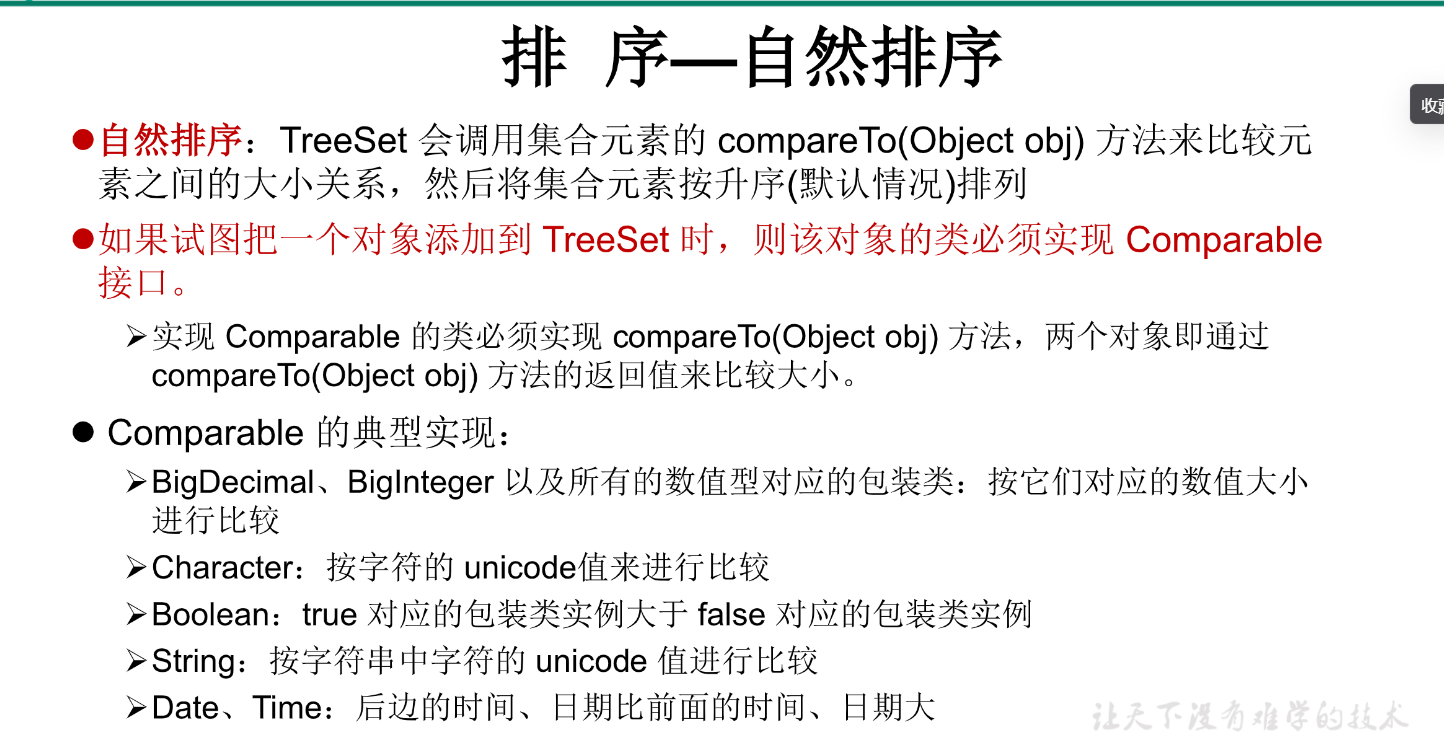 排 序—自然排序
收藏
●自然排序：TreeSet 会调用集合元素的 compareTo(Object obj) 方法来比较元
素之间的大小关系，然后将集合元素按升序(默认情况)排列
●如果试图把一个对象添加到 TreeSet 时，则该对象的类必须实现 Comparable
接口。
➢实现 Comparable 的类必须实现 compareTo(Object obj) 方法，两个对象即通过
compareTo(Object obj) 方法的返回值来比较大小。
● Comparable 的典型实现：
➢BigDecimal、BigInteger 以及所有的数值型对应的包装类：按它们对应的数值大小
进行比较
➢Character：按字符的 unicode值来进行比较
➢Boolean：true 对应的包装类实例大于 false 对应的包装类实例
➢String：按字符串中字符的 unicode 值进行比较
➢Date、Time：后边的时间、日期比前面的时间、日期大
让天下没有难学的技术